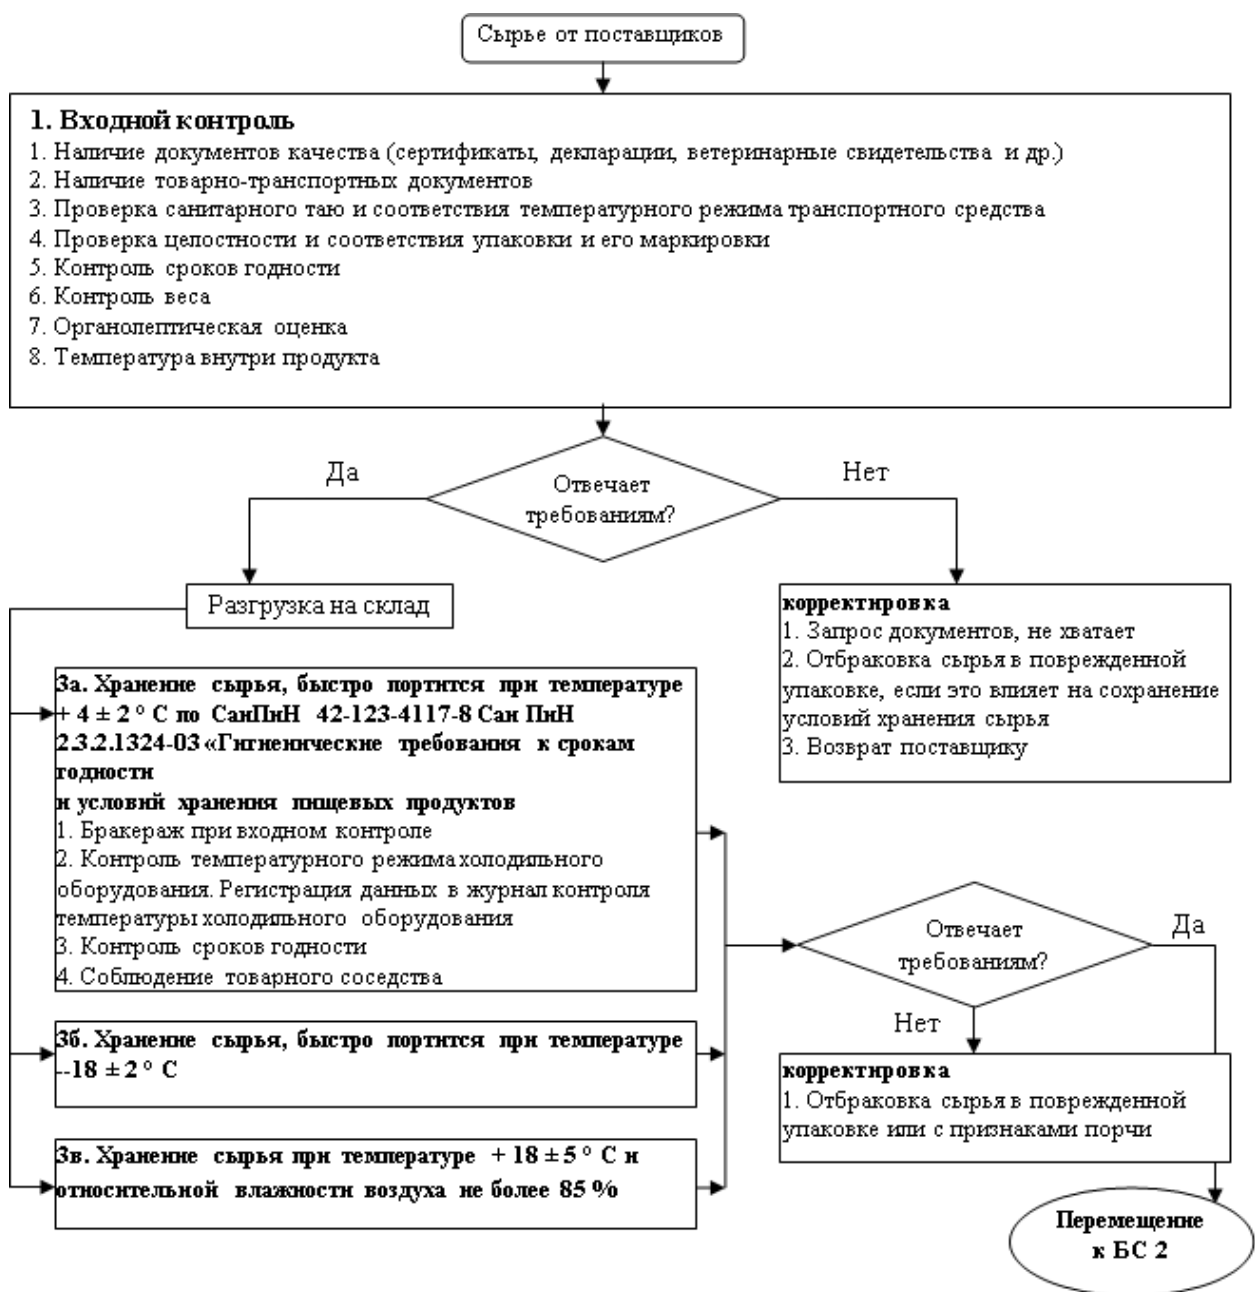 Сырье от поставщиков
1. Входной контроль
1. Наличие документов качества (сертификаты, декларации, ветеринарные свидетельства и др.)
2. Наличие товарно-транспортных документов
3. Проверка санитарного таю и соответствия температурного режима транспортного средства
4. Проверка целостности и соответствия упаковки и его маркировки
5. Контроль сроков годности
6. Контроль веса
7. Органолептическая оценка
8. Температура внутри продукта
Да
Отвечает
требованиям?
Нет
Разгрузка на склад
корректировка
1. Запрос документов, не хватает
2. Отбраковка сырья в поврежденной
упаковке, если это влияет на сохранение
условий хранения сырья
3. Возврат поставщику
3а. Хранение сырья, быстро портится при температуре
+ 4 ± 2 ° С по СанПиН 42-123-4117-8 Сан ПиН
2.3.2.1324-03 «Гигиенические требования к срокам
годности
и условий хранения пищевых продуктов
1. Бракераж при входном контроле
2. Контроль температурного режима холодильного
оборудования. Регистрация данных в журнал контроля
температуры холодильного оборудования
3. Контроль сроков годности
4. Соблюдение товарного соседства
Отвечает
требованиям?
Да
Нет
3б. Хранение сырья, быстро портится при температуре
--18 ± 2 ° С
корректировка
1. Отбраковка сырья в поврежденной
упаковке или с признаками порчи
3в. Хранение сырья при температуре + 18 ± 5 ° С и
относительной влажности воздуха не более 85 %
Перемещение
к БС 2